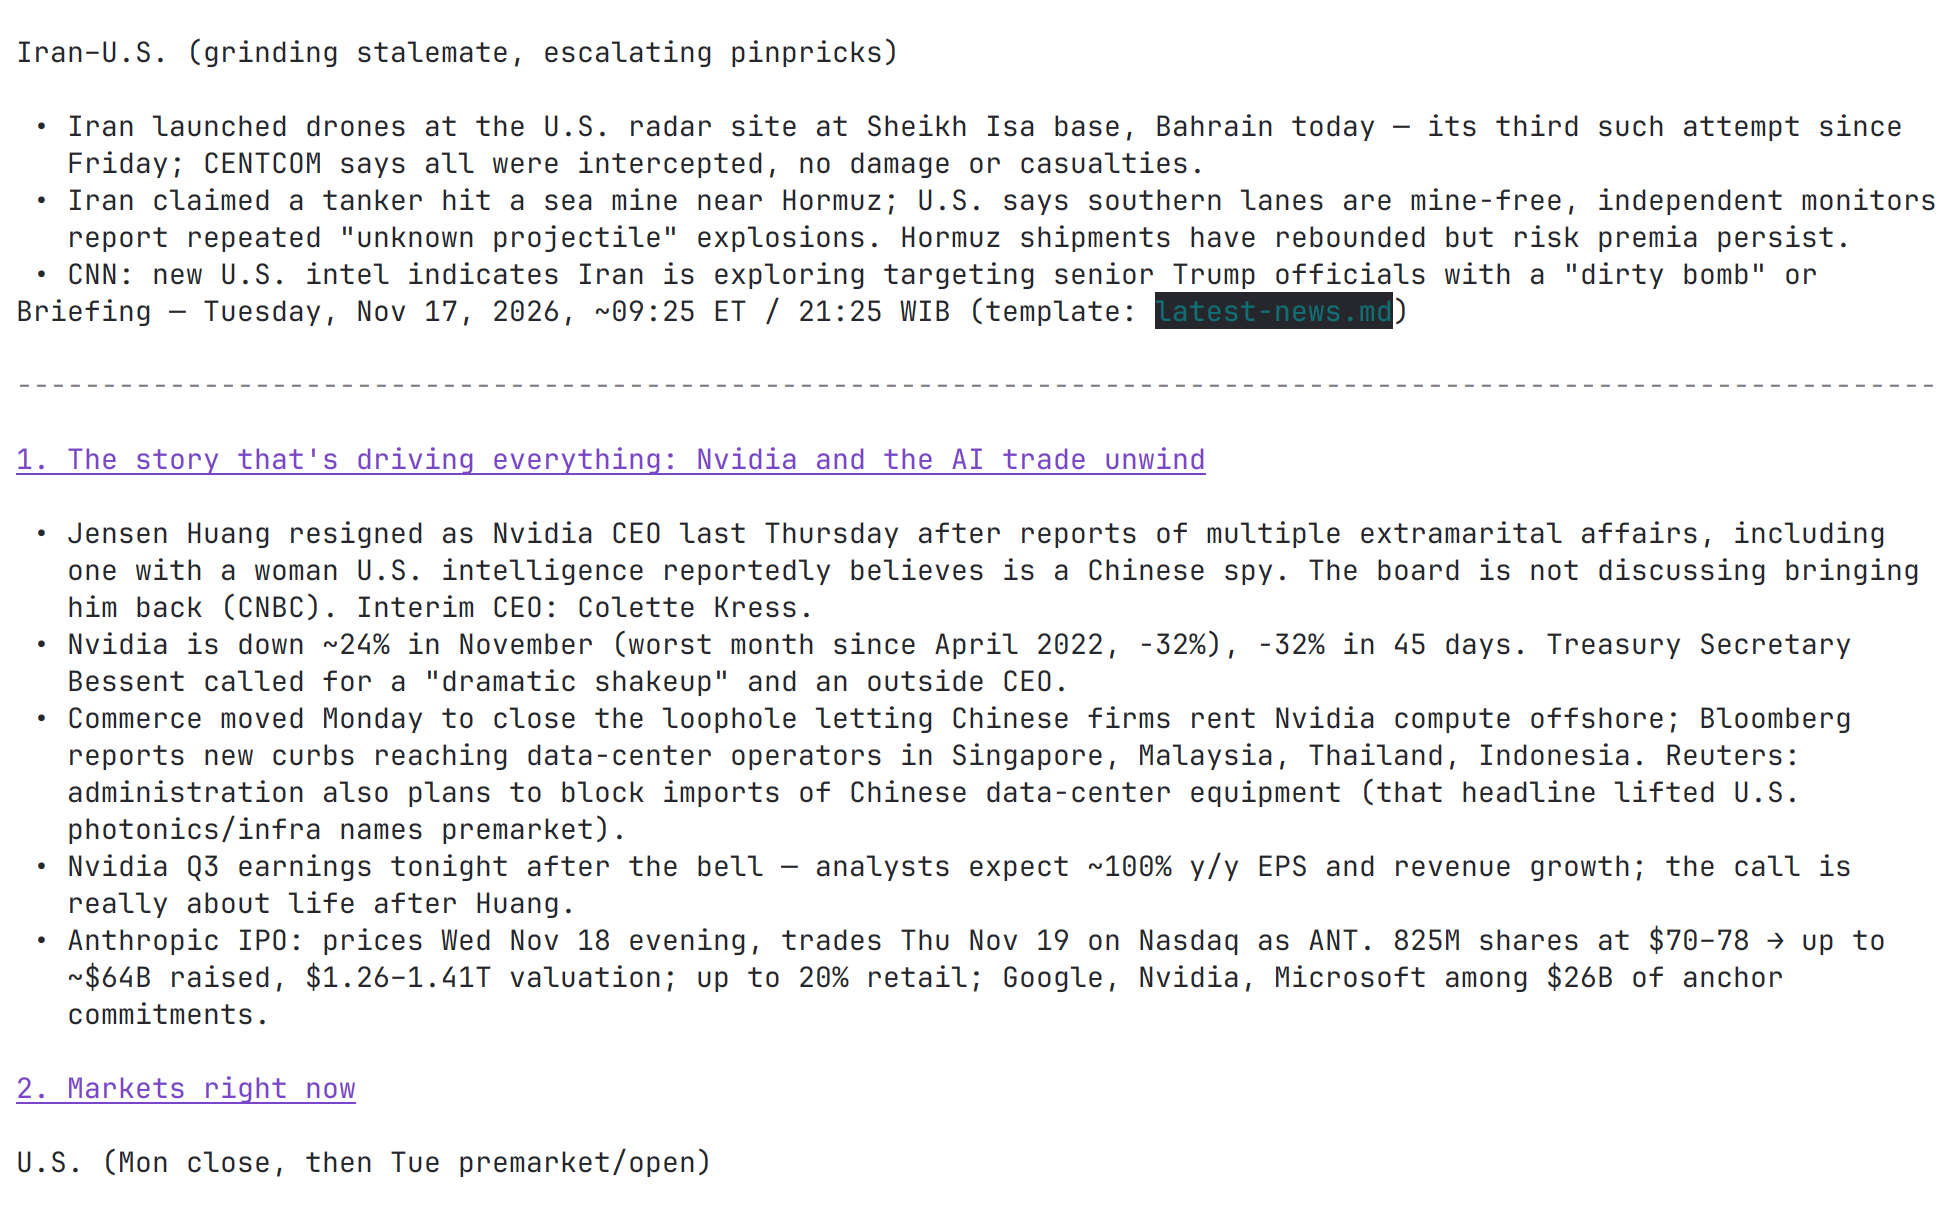 Iran-U.S. (grinding stalemate, escalating pinpricks)
• Iran launched drones at the U.S. radar site at Sheikh Isa base, Bahrain today — its third such attempt since
Friday; CENTCOM says all were intercepted, no damage or casualties.
• Iran claimed a tanker hit a sea mine near Hormuz; U.S. says southern lanes are mine-free, independent monitors
report repeated "unknown projectile" explosions. Hormuz shipments have rebounded but risk premia persist.
• CNN: new U.S. intel indicates Iran is exploring targeting senior Trump officials with a "dirty bomb" or
Briefing — Tuesday, Nov 17, 2026, ~09:25 ET / 21:25 WIB (template: latest-news.md)
-----------------------------------------------------------------------------------------------------------------
1. The story that's driving everything: Nvidia and the AI trade unwind
• Jensen Huang resigned as Nvidia CEO last Thursday after reports of multiple extramarital affairs, including
one with a woman U.S. intelligence reportedly believes is a Chinese spy. The board is not discussing bringing
him back (CNBC). Interim CEO: Colette Kress.
• Nvidia is down ~24% in November (worst month since April 2022, -32%), -32% in 45 days. Treasury Secretary
Bessent called for a "dramatic shakeup" and an outside CEO.
• Commerce moved Monday to close the loophole letting Chinese firms rent Nvidia compute offshore; Bloomberg
reports new curbs reaching data-center operators in Singapore, Malaysia, Thailand, Indonesia. Reuters:
administration also plans to block imports of Chinese data-center equipment (that headline lifted U.S.
photonics/infra names premarket).
• Nvidia Q3 earnings tonight after the bell — analysts expect ~100% y/y EPS and revenue growth; the call is
really about life after Huang.
• Anthropic IPO: prices Wed Nov 18 evening, trades Thu Nov 19 on Nasdaq as ANT. 825M shares at $70-78 → up to
~$64B raised, $1.26-1.41T valuation; up to 20% retail; Google, Nvidia, Microsoft among $26B of anchor
commitments.
2. Markets right now
U.S. (Mon close, then Tue premarket/open)